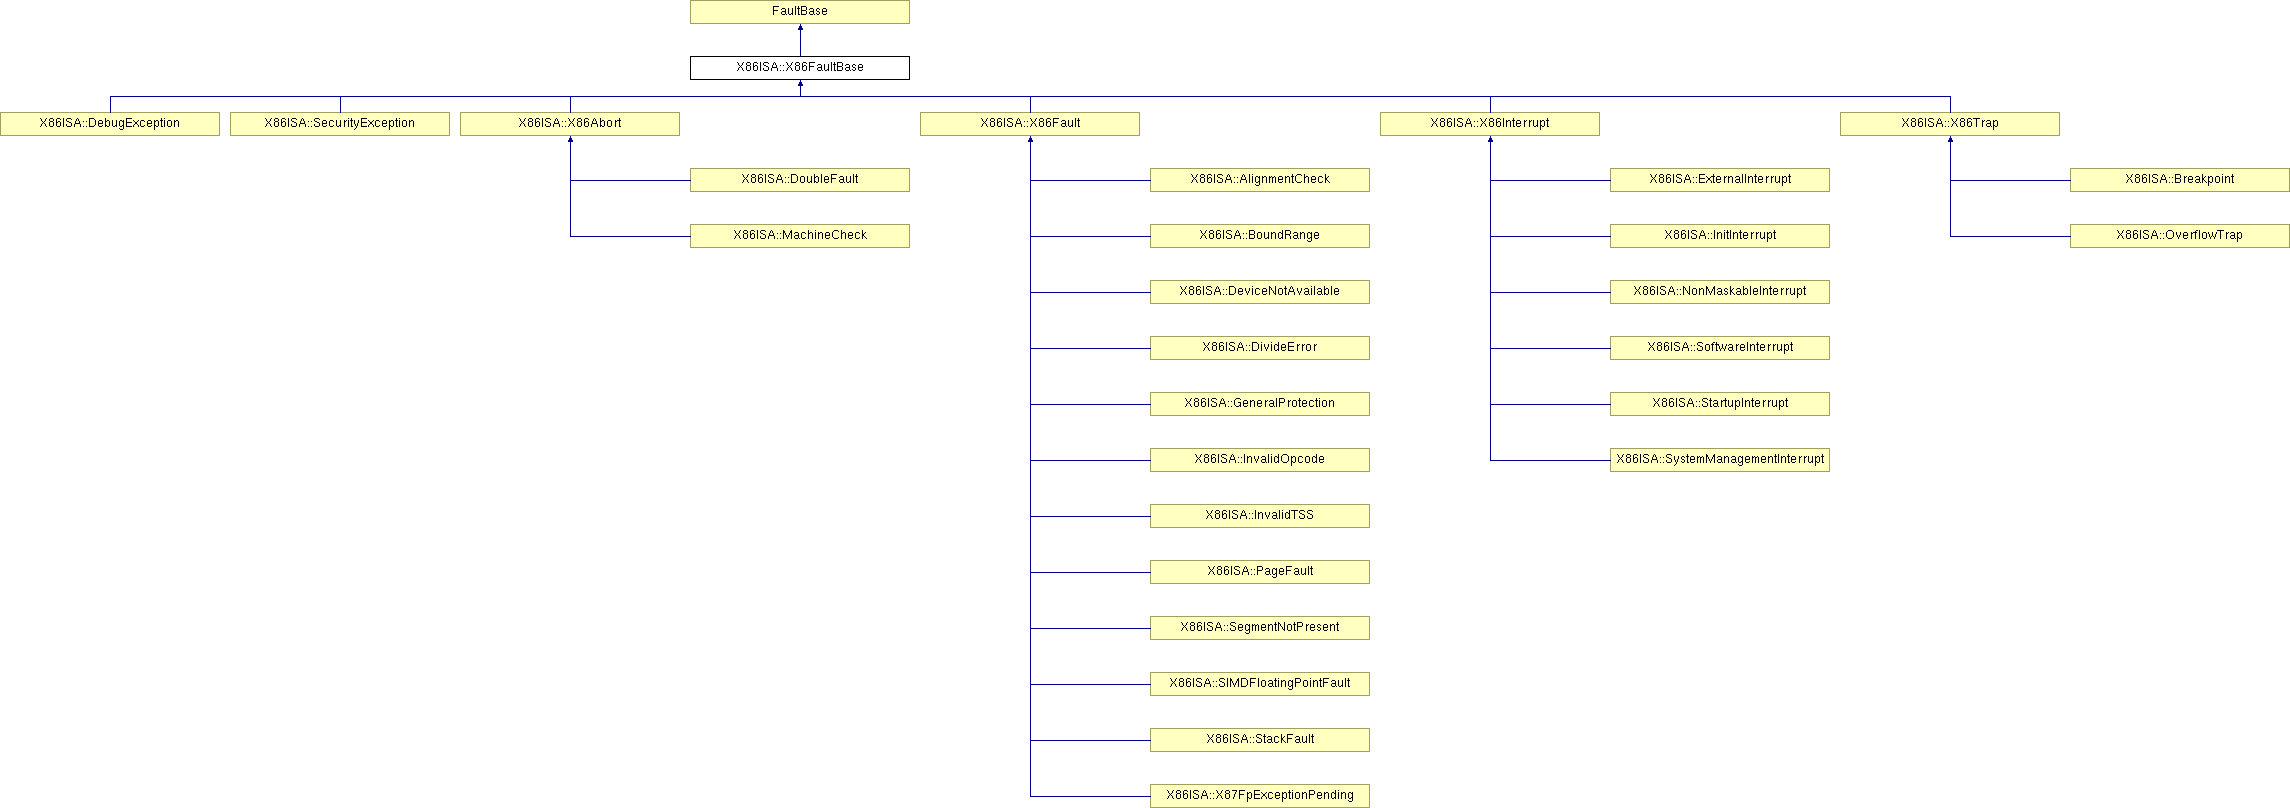 FaultBase
X86ISA::X86FaultBase
X86ISA::DebugException
X86ISA::SecurityException
X86ISA::X86Abort
X86ISA::X86Fault
X86ISA::X86Interrupt
X86ISA::X86Trap
X86ISA::DoubleFault
X86ISA::AlignmentCheck
X86ISA::ExternalInterrupt
X86ISA::Breakpoint
X86ISA::MachineCheck
X86ISA::BoundRange
X86ISA::InitInterrupt
X86ISA::OverflowTrap
X86ISA::DeviceNotAvailable
X86ISA::NonMaskableInterrupt
X86ISA::DivideError
X86ISA::SoftwareInterrupt
X86ISA::GeneralProtection
X86ISA::StartupInterrupt
X86ISA::InvalidOpcode
X86ISA::SystemManagementInterrupt
X86ISA::InvalidTSS
X86ISA::PageFault
X86ISA::SegmentNotPresent
X86ISA::SIMDFloatingPointFault
X86ISA::StackFault
X86ISA::X87FpExceptionPending